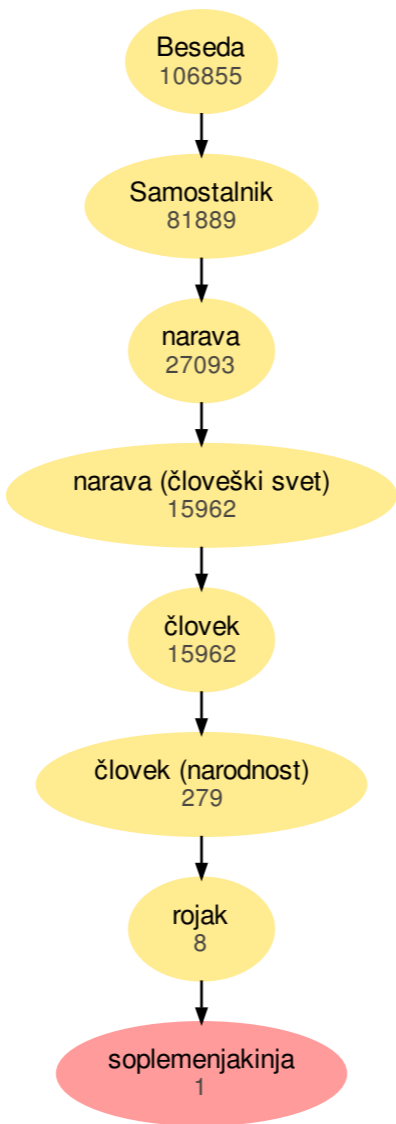 Beseda
106855
Samostalnik
81889
narava
27093
narava (človeški svet)
15962
človek
15962
človek (narodnost)
279
rojak
8
soplemenjakinja
1